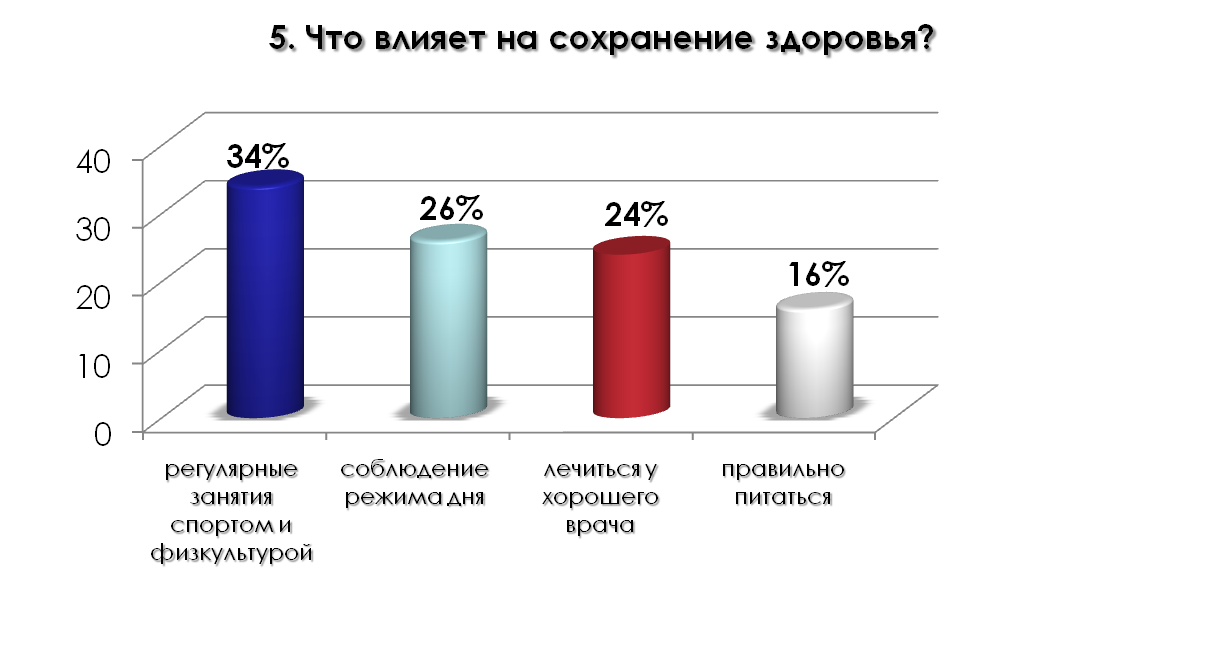 5. Что влияет на сохранение здоровья?
40
30
20
10
0
34%
26%
24%
16%
регулярные
занятия
спортом и
физкультурой
соблюдение
режима дня
лечиться у
хорошего
врача
правильно
питаться